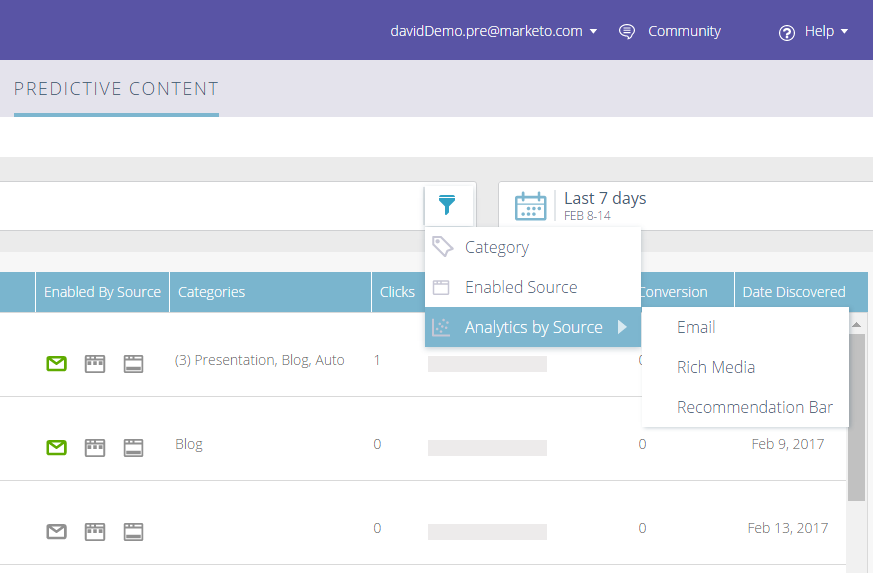 davidDemo.pre@marketo.com Community Help
PREDICTIVE CONTENT
Last 7 days
FEB 8-14
Category
Enabled Source
Analytics by Source
Email
Rich Media
Recommendation Bar
Enabled By Source Categories Clicks Conversion Date Discovered
(3) Presentation, Blog, Auto 1
Blog 0 0 Feb 9, 2017
0 0 Feb 13, 2017